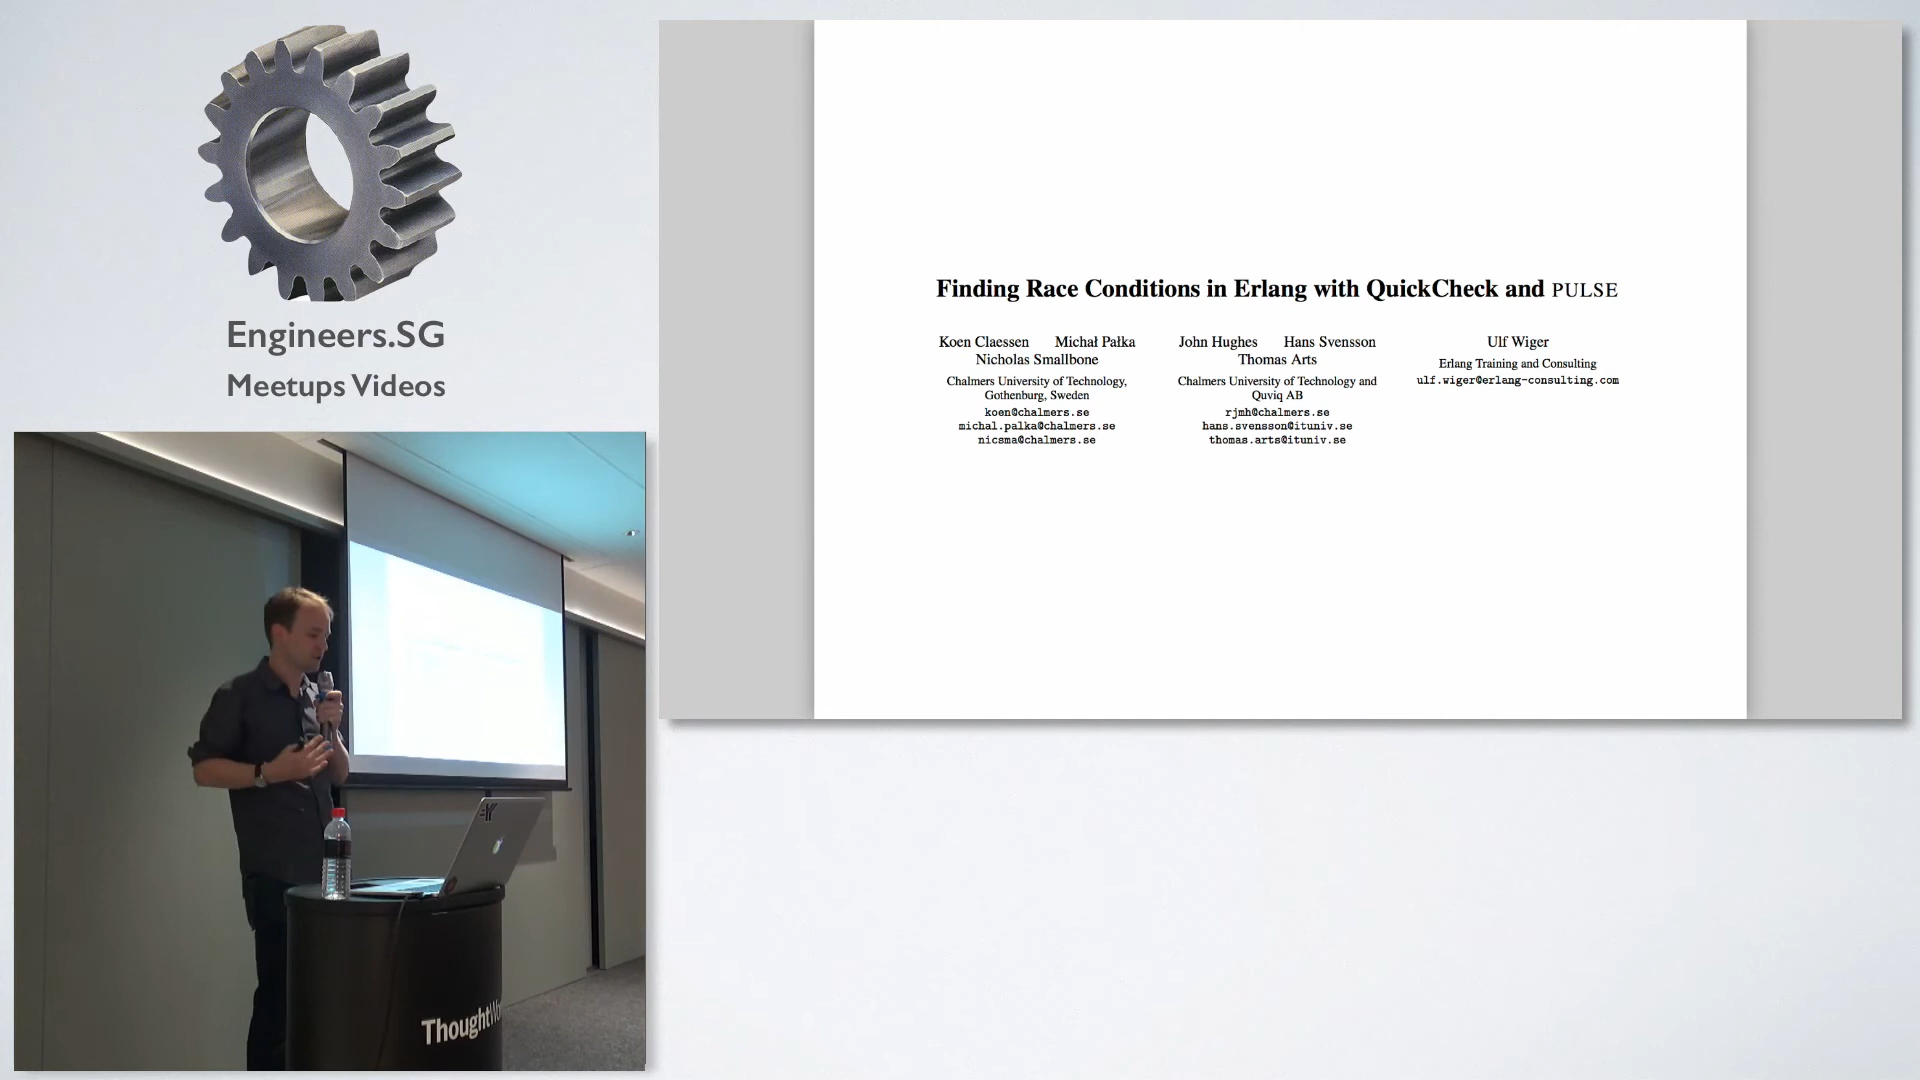 Engineers.SG
Meetups Videos
Finding Race Conditions in Erlang with QuickCheck and PULSE
Koen Claessen Michał Pałka
Nicholas Smallbone
Chalmers University of Technology,
Gothenburg, Sweden
koen@chalmers.se
michal.palka@chalmers.se
nicsma@chalmers.se
John Hughes Hans Svensson
Thomas Arts
Chalmers University of Technology and
Quviq AB
rjmh@chalmers.se
hans.svensson@ituniv.se
thomas.arts@ituniv.se
Ulf Wiger
Erlang Training and Consulting
ulf.wiger@erlang-consulting.com
ThoughtWo